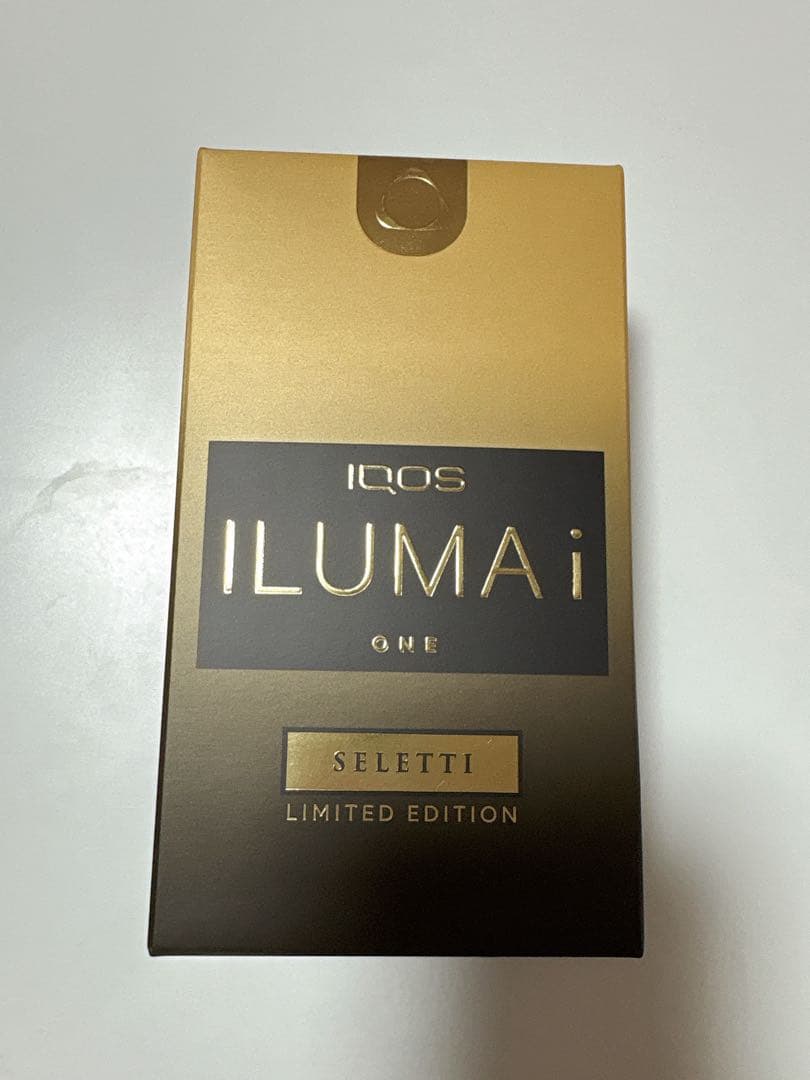 IQOS
ILUMA i
ONE
SELETTI
LIMITED EDITION